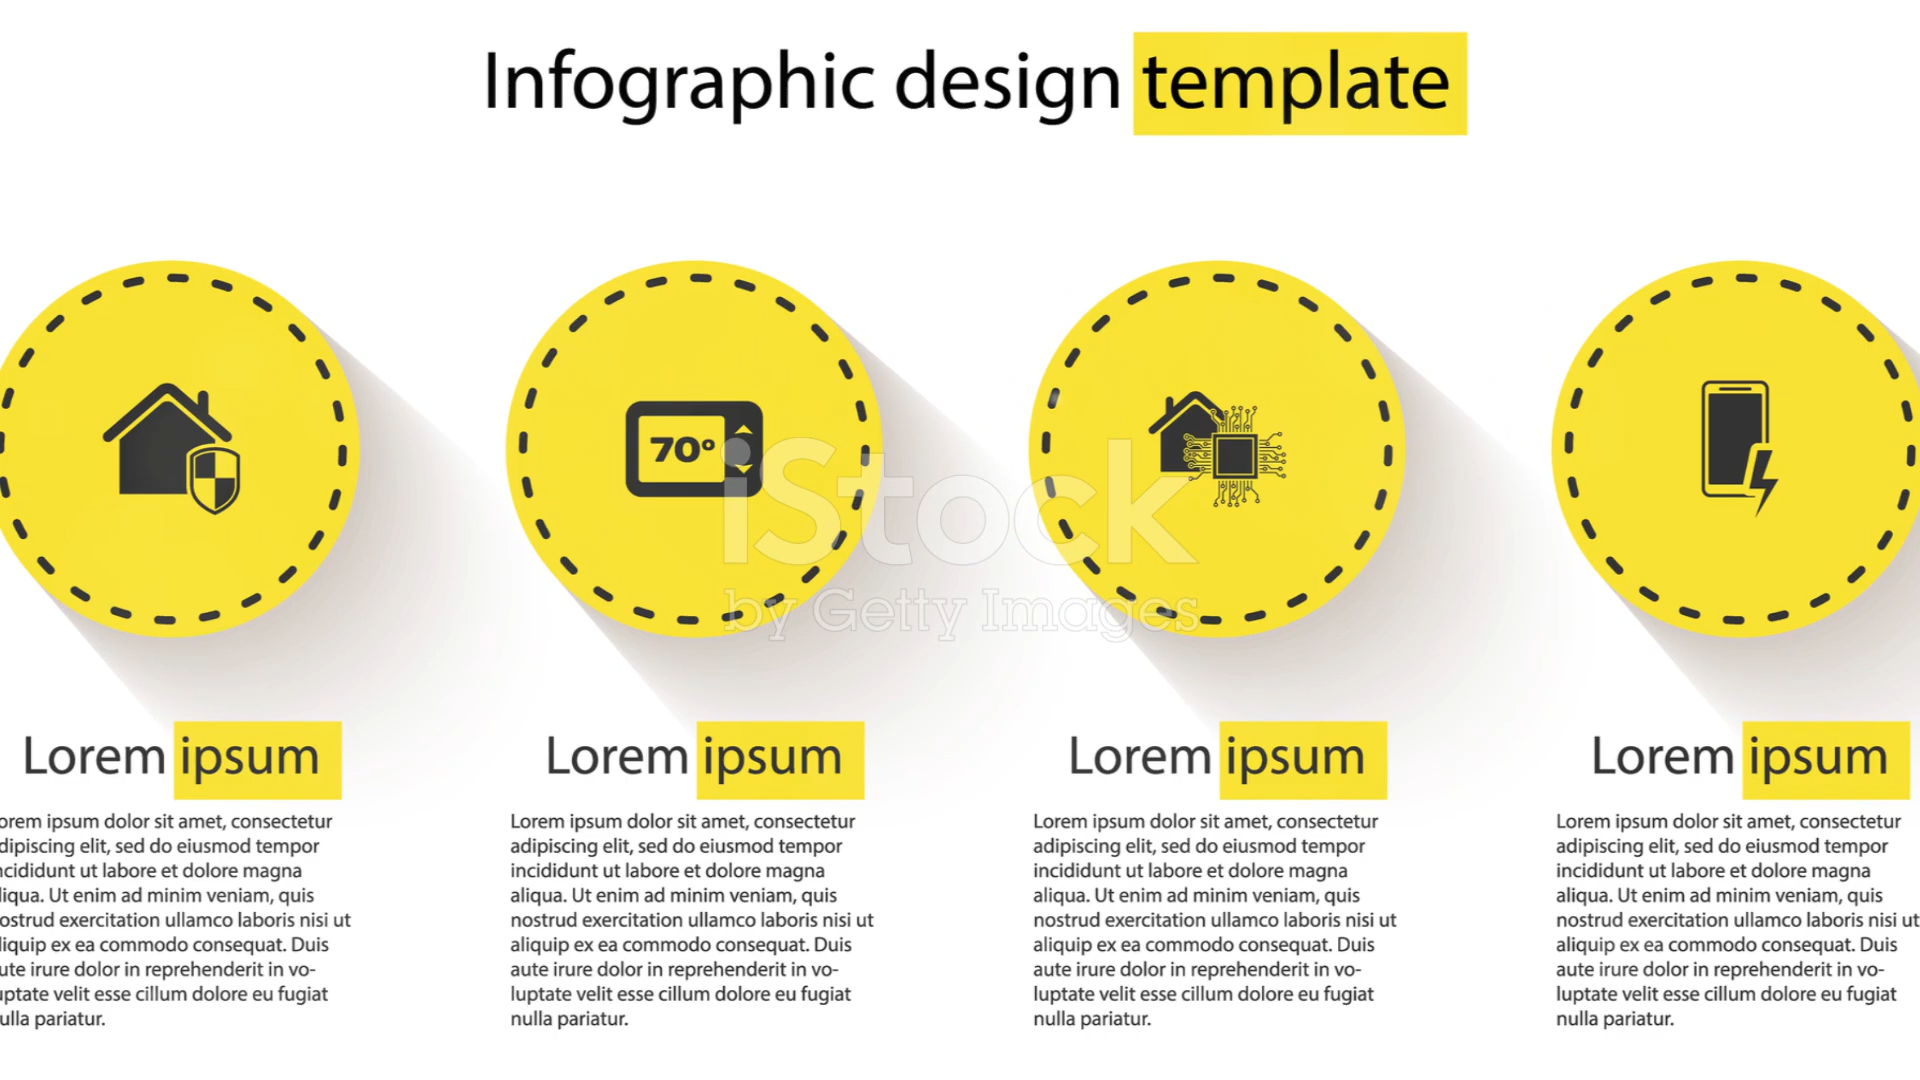 Infographic design template
70º
iStock
by Getty Images
Lorem ipsum
orem ipsum dolor sit amet, consectetur
dipiscing elit, sed do eiusmod tempor
ncididunt ut labore et dolore magna
liqua. Ut enim ad minim veniam, quis
ostrud exercitation ullamco laboris nisi ut
liquip ex ea commodo consequat. Duis
ute irure dolor in reprehenderit in vo-
uptate velit esse cillum dolore eu fugiat
ulla pariatur.
Lorem ipsum
Lorem ipsum dolor sit amet, consectetur
adipiscing elit, sed do eiusmod tempor
incididunt ut labore et dolore magna
aliqua. Ut enim ad minim veniam, quis
nostrud exercitation ullamco laboris nisi ut
aliquip ex ea commodo consequat. Duis
aute irure dolor in reprehenderit in vo-
luptate velit esse cillum dolore eu fugiat
nulla pariatur.
Lorem ipsum
Lorem ipsum dolor sit amet, consectetur
adipiscing elit, sed do eiusmod tempor
incididunt ut labore et dolore magna
aliqua. Ut enim ad minim veniam, quis
nostrud exercitation ullamco laboris nisi ut
aliquip ex ea commodo consequat. Duis
aute irure dolor in reprehenderit in vo-
luptate velit esse cillum dolore eu fugiat
nulla pariatur.
Lorem ipsum
Lorem ipsum dolor sit amet, consectetur
adipiscing elit, sed do eiusmod tempor
incididunt ut labore et dolore magna
aliqua. Ut enim ad minim veniam, quis
nostrud exercitation ullamco laboris nisi ut
aliquip ex ea commodo consequat. Duis
aute irure dolor in reprehenderit in vo-
luptate velit esse cillum dolore eu fugiat
nulla pariatur.